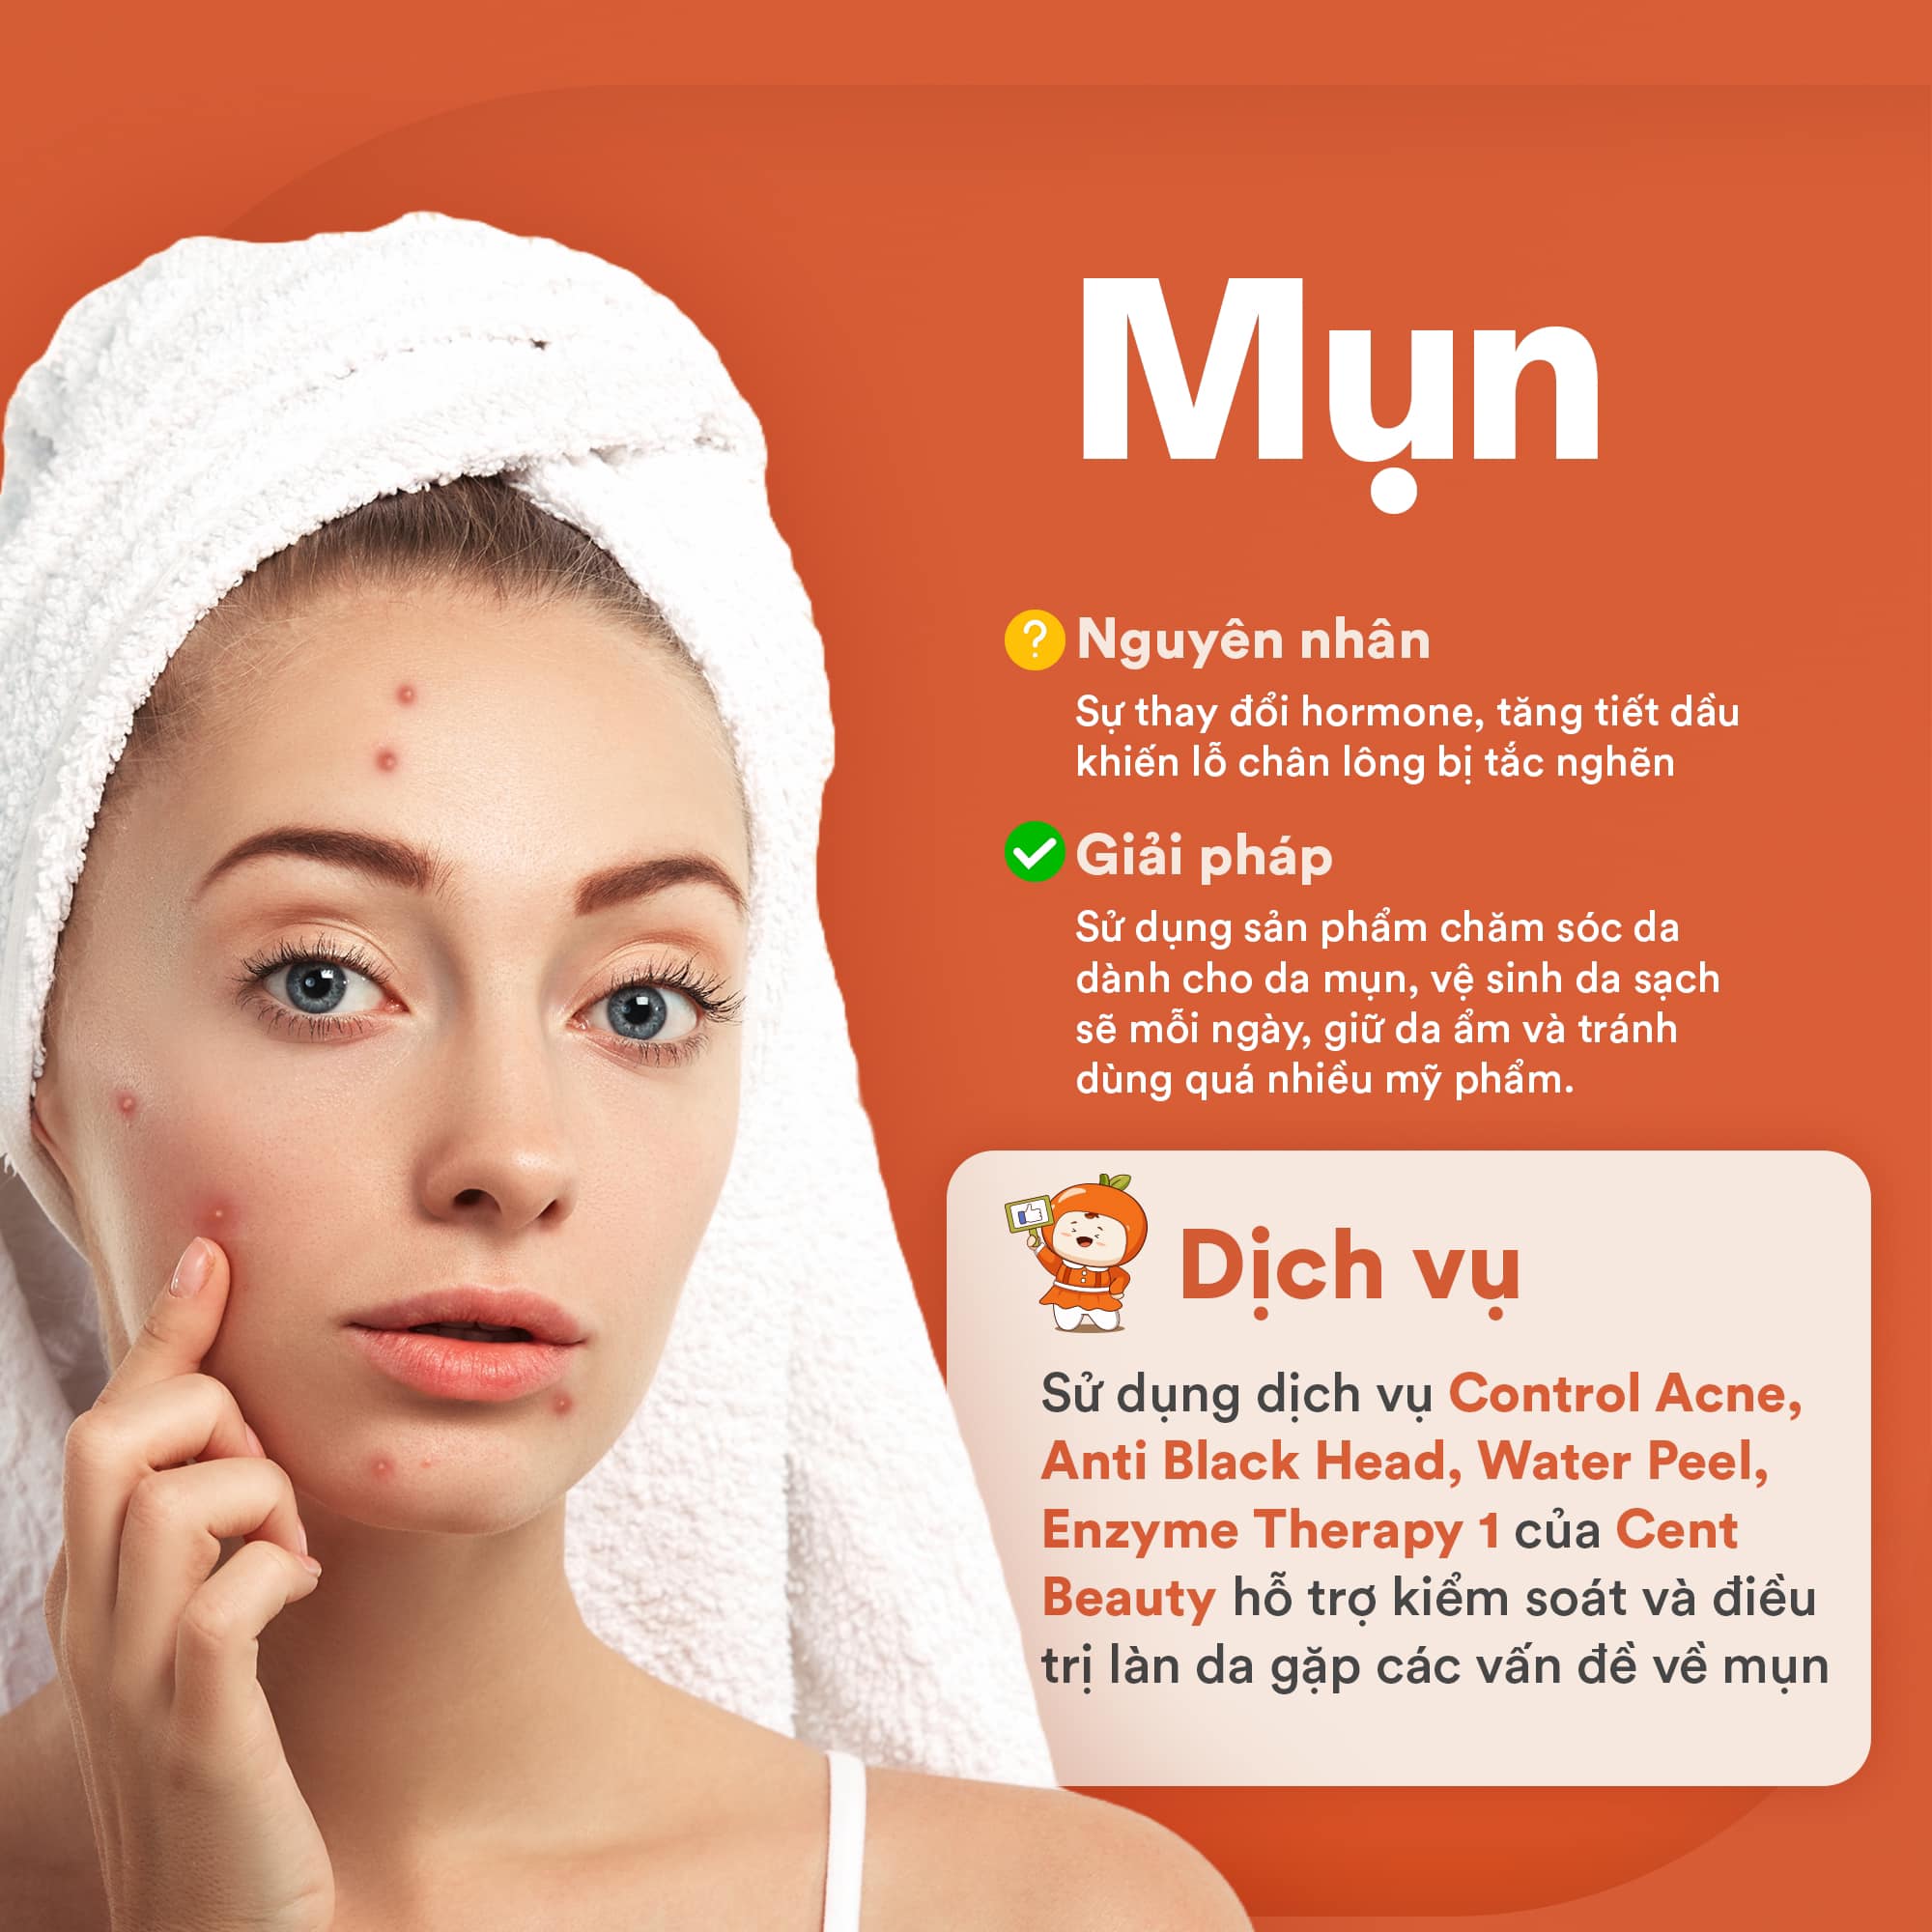 Mụn
?
Nguyên nhân
Sự thay đổi hormone, tăng tiết dầu
khiến lỗ chân lông bị tắc nghẽn
Giải pháp
Sử dụng sản phẩm chăm sóc da
dành cho da mụn, vệ sinh da sạch
sẽ mỗi ngày, giữ da ẩm và tránh
dùng quá nhiều mỹ phẩm.
Dịch vụ
Sử dụng dịch vụ Control Acne,
Anti Black Head, Water Peel,
Enzyme Therapy 1 của Cent
Beauty hỗ trợ kiểm soát và điều
trị làn da gặp các vấn đề về mụn